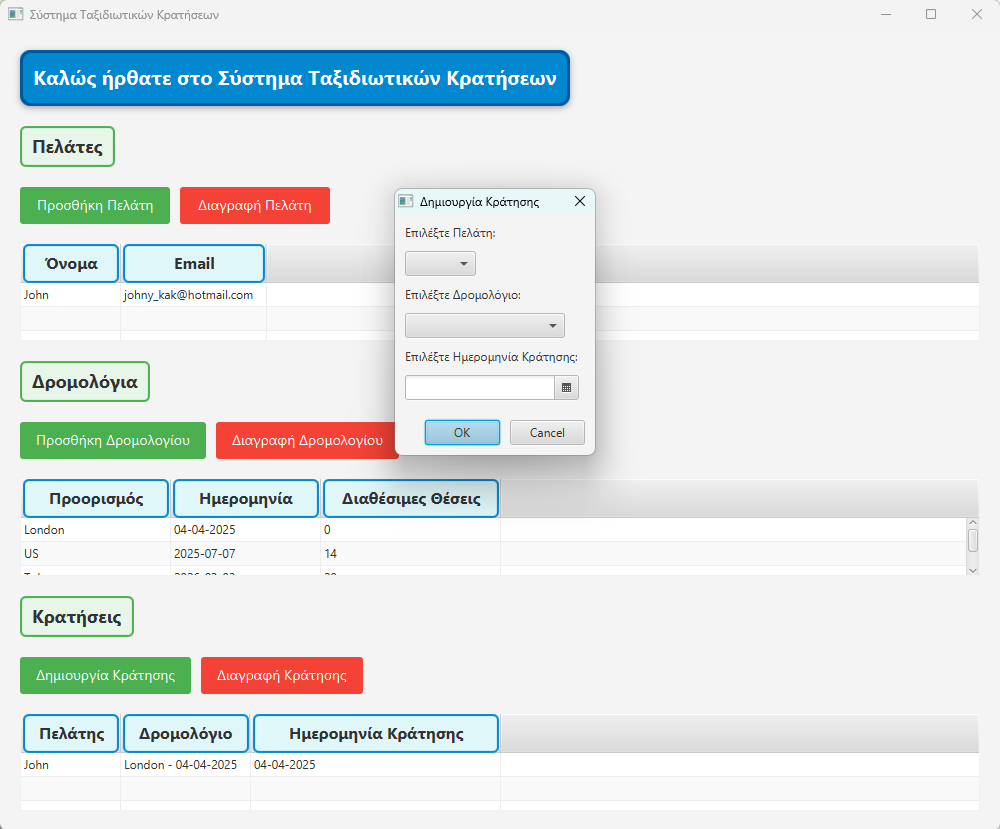 Σύστημα Ταξιδιωτικών Κρατήσεων
Καλώς ήρθατε στο Σύστημα Ταξιδιωτικών Κρατήσεων
Πελάτες
Προσθήκη Πελάτη
Διαγραφή Πελάτη
Όνομα
Email
John
johny_kak@hotmail.com
Δημιουργία Κράτησης
Επιλέξτε Πελάτη:
Επιλέξτε Δρομολόγιο:
Επιλέξτε Ημερομηνία Κράτησης:
OK
Cancel
Δρομολόγια
Προσθήκη Δρομολογίου
Διαγραφή Δρομολογίου
Προορισμός
Ημερομηνία
Διαθέσιμες Θέσεις
London
04-04-2025
0
US
2025-07-07
14
Κρατήσεις
Δημιουργία Κράτησης
Διαγραφή Κράτησης
Πελάτης
Δρομολόγιο
Ημερομηνία Κράτησης
John
London - 04-04-2025
04-04-2025